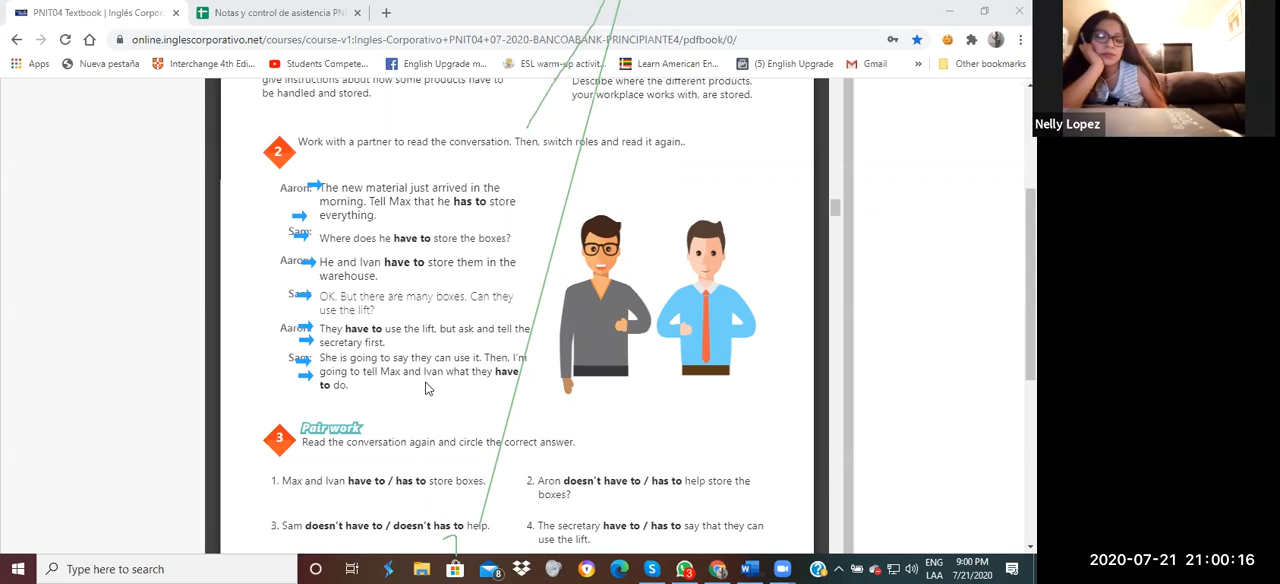 PNIT04 Textbook | Inglés Corpor
Notas y control de asistencia PNI
online.inglescorporativo.net/courses/course-v1:Ingles-Corporativo+PNIT04+07-2020-BANCOABANK-PRINCIPIANTE4/pdfbook/0/
Apps
Nueva pestaña
Interchange 4th Edi...
Students Compete...
English Upgrade m...
ESL warm-up activit...
Learn American En...
(5) English Upgrade
Gmail
»
Other bookmarks
give instructions about how some products have to
be handled and stored.
Describe where the different products,
your workplace works with, are stored.
2
Work with a partner to read the conversation. Then, switch roles and read it again..
Aaron: The new material just arrived in the
morning. Tell Max that he has to store
everything.
Sam: Where does he have to store the boxes?
Aaron: He and Ivan have to store them in the
warehouse.
Sam: OK. But there are many boxes. Can they
use the lift?
Aaron: They have to use the lift, but ask and tell the
secretary first.
Sam: She is going to say they can use it. Then, I'm
going to tell Max and Ivan what they have
to do.
3
Pair work
Read the conversation again and circle the correct answer.
1. Max and Ivan have to / has to store boxes.
2. Aron doesn't have to / has to help store the
boxes?
3. Sam doesn't have to / doesn't has to help.
4. The secretary have to / has to say that they can
use the lift.
Nelly Lopez
2020-07-21 21:00:16
Type here to search
8
3
ENG
LAA
9:00 PM
7/21/2020